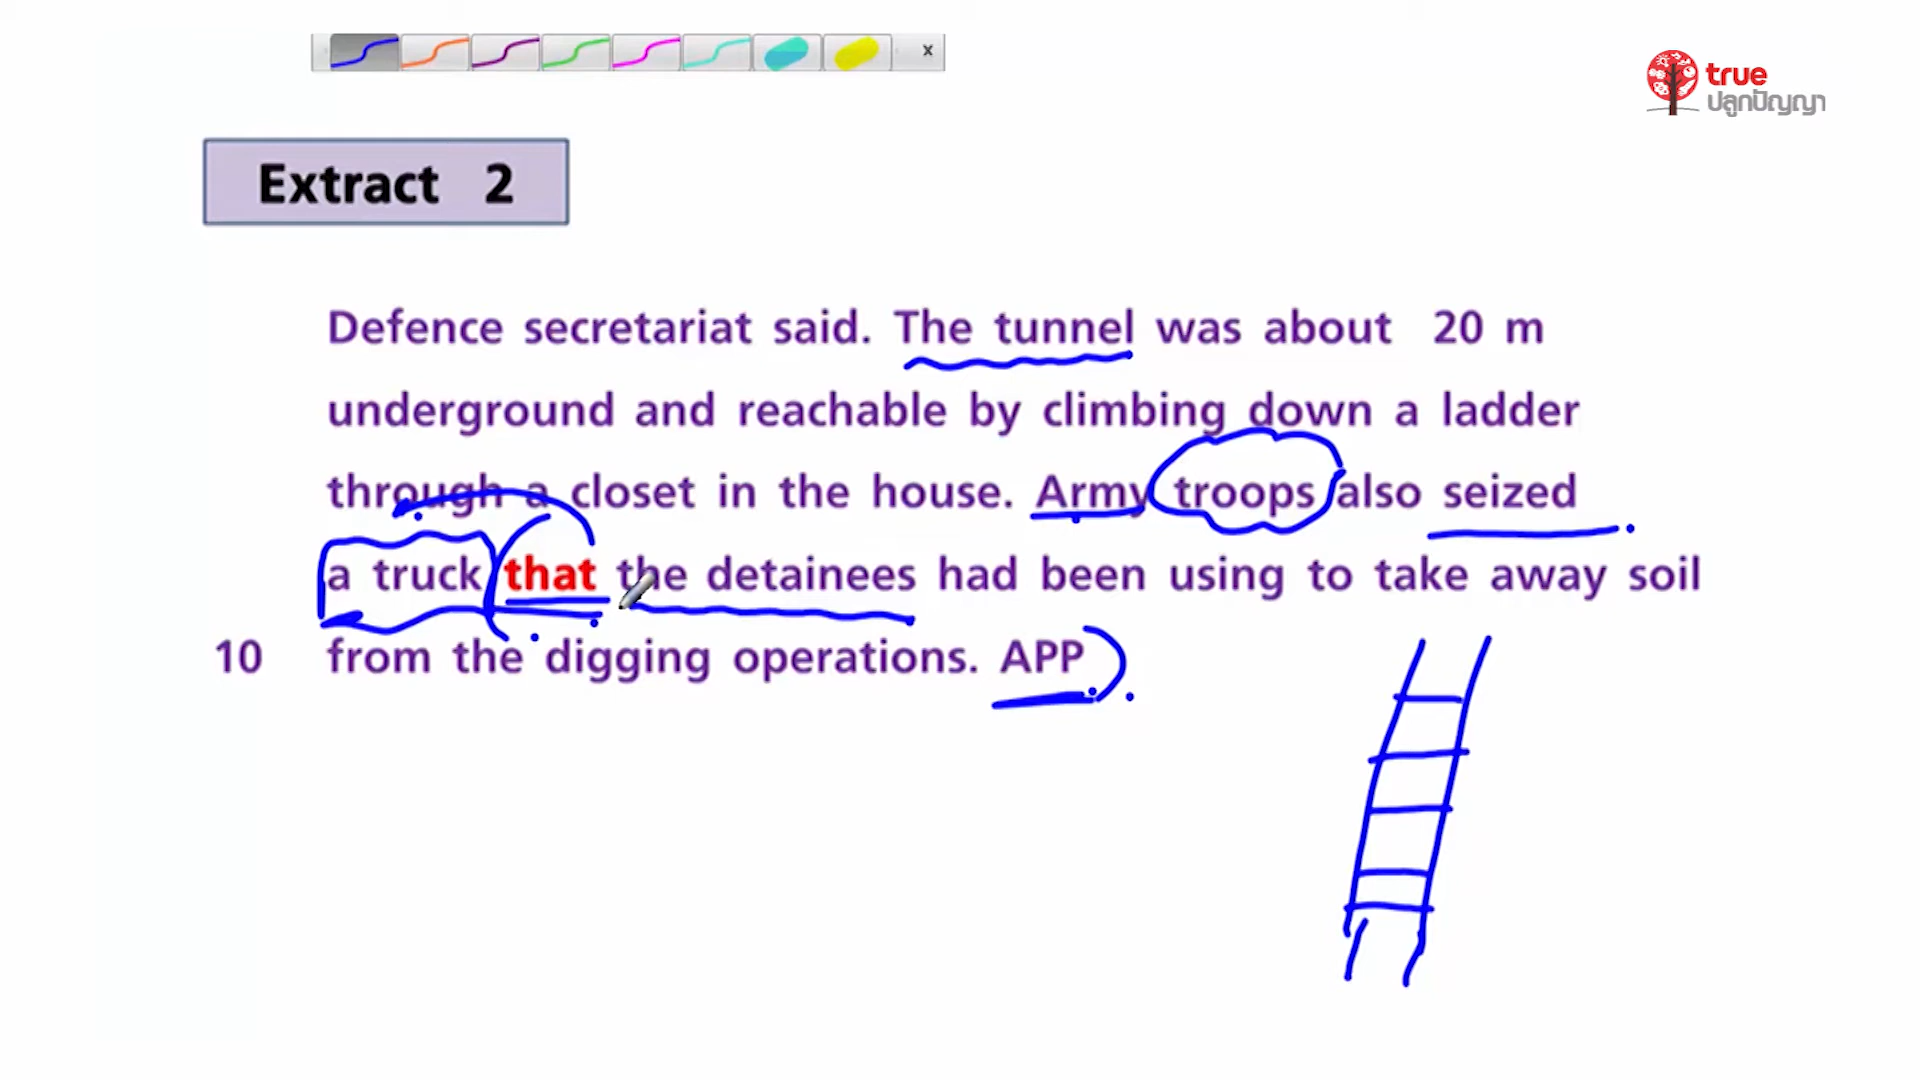 x
true
ปลูกปัญญา
Extract 2
Defence secretariat said. The tunnel was about 20 m
underground and reachable by climbing down a ladder
through a closet in the house. Army troops also seized
a truck that the detainees had been using to take away soil
10 from the digging operations. APP